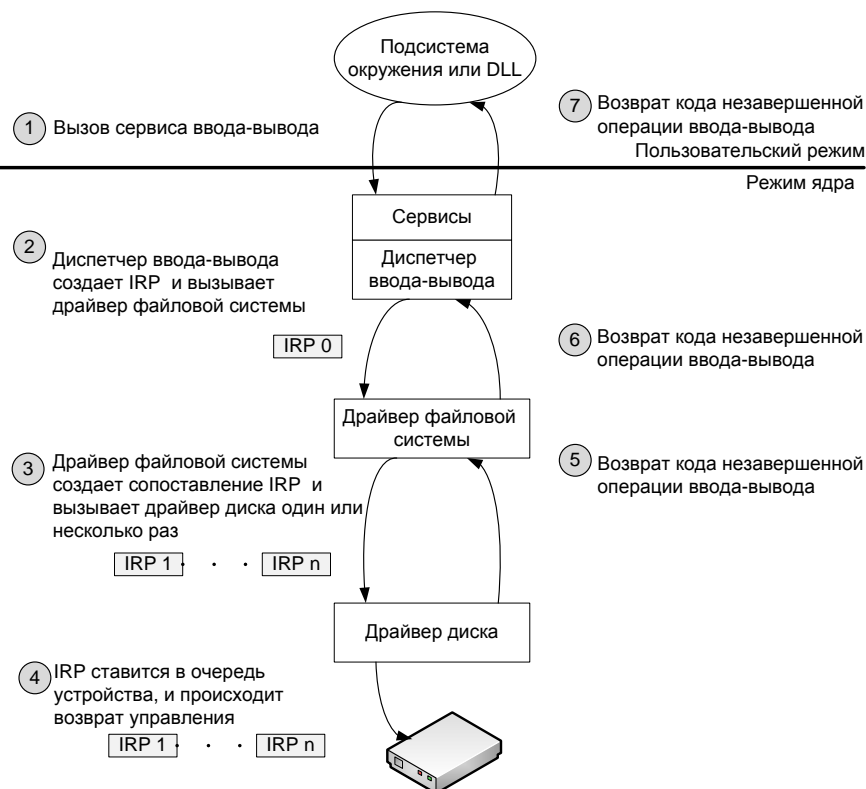 Подсистема
окружения или DLL
1
Вызов сервиса ввода-вывода
7
Возврат кода незавершенной
операции ввода-вывода
Пользовательский режим
Режим ядра
Сервисы
Диспетчер
ввода-вывода
2
Диспетчер ввода-вывода
создает IRP и вызывает
драйвер файловой системы
IRP 0
6
Возврат кода незавершенной
операции ввода-вывода
Драйвер файловой
системы
3
Драйвер файловой системы
создает сопоставление IRP и
вызывает драйвер диска один или
несколько раз
IRP 1 . . . IRP n
5
Возврат кода незавершенной
операции ввода-вывода
Драйвер диска
4
IRP ставится в очередь
устройства, и происходит
возврат управления
IRP 1 . . . IRP n